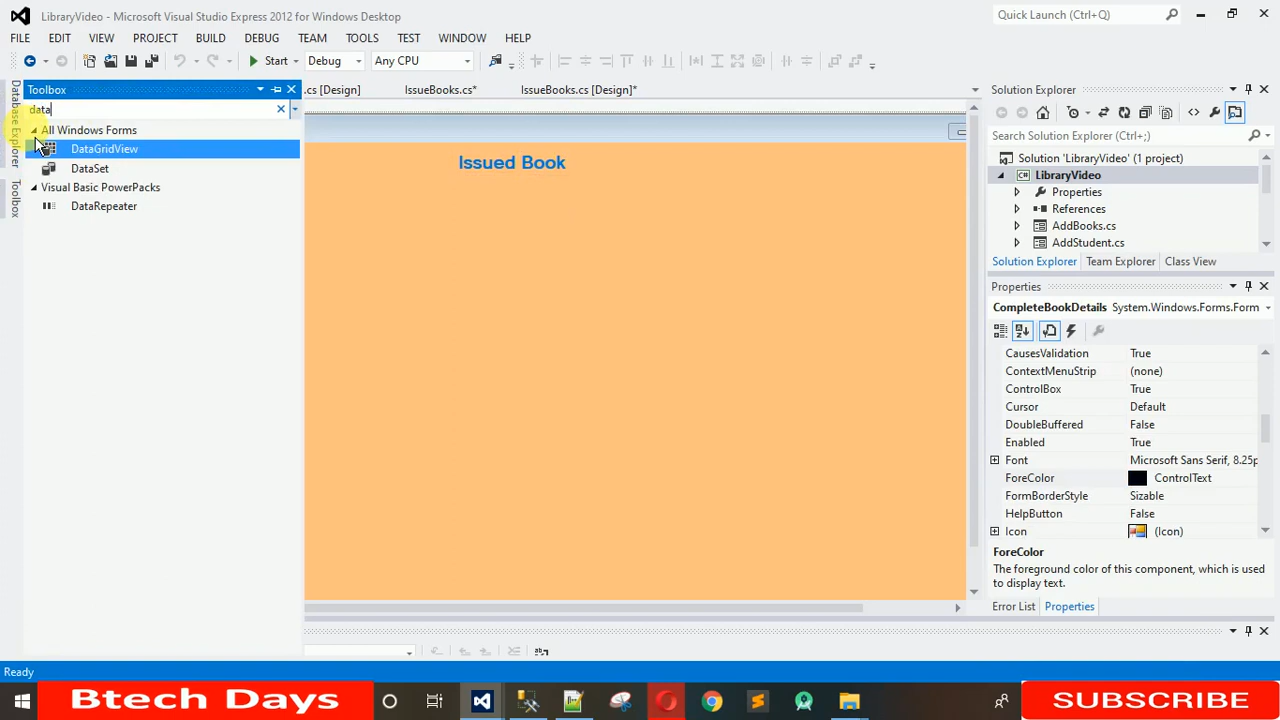 LibraryVideo - Microsoft Visual Studio Express 2012 for Windows Desktop
Quick Launch (Ctrl+Q)
FILE EDIT VIEW PROJECT BUILD DEBUG TEAM TOOLS TEST WINDOW HELP
Start Debug Any CPU
Database Explorer
Toolbox
Toolbox
data
All Windows Forms
DataGridView
DataSet
Visual Basic PowerPacks
DataRepeater
.cs [Design] IssueBooks.cs* IssueBooks.cs [Design]*
Issued Book
Solution Explorer
Search Solution Explorer (Ctrl+;)
Solution 'LibraryVideo' (1 project)
LibraryVideo
Properties
References
AddBooks.cs
AddStudent.cs
Solution Explorer Team Explorer Class View
Properties
CompleteBookDetails System.Windows.Forms.Form
CausesValidation True
ContextMenuStrip (none)
ControlBox True
Cursor Default
DoubleBuffered False
Enabled True
Font Microsoft Sans Serif, 8.25p
ForeColor ControlText
FormBorderStyle Sizable
HelpButton False
Icon (Icon)
ForeColor
The foreground color of this component, which is used
to display text.
Error List Properties
Ready
Btech Days
SUBSCRIBE